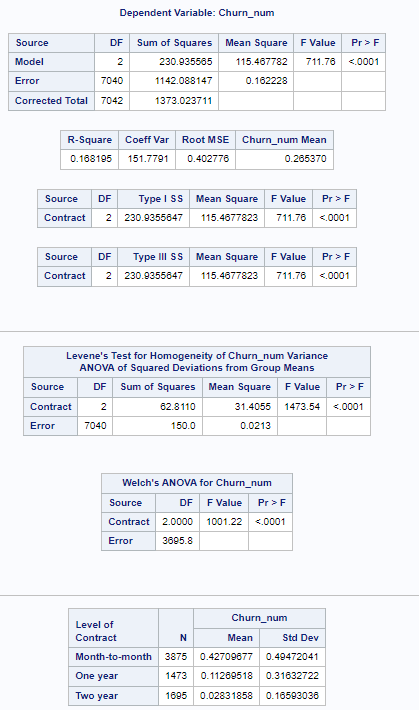 Dependent Variable: Churn_num
Source DF Sum of Squares Mean Square F Value Pr > F
Model 2 230.935565 115.467782 711.76 <.0001
Error 7040 1142.088147 0.162228
Corrected Total 7042 1373.023711
R-Square Coeff Var Root MSE Churn_num Mean
0.168195 151.7791 0.402776 0.265370
Source DF Type I SS Mean Square F Value Pr > F
Contract 2 230.9355647 115.4677823 711.76 <.0001
Source DF Type III SS Mean Square F Value Pr > F
Contract 2 230.9355647 115.4677823 711.76 <.0001
Levene's Test for Homogeneity of Churn_num Variance
ANOVA of Squared Deviations from Group Means
Source DF Sum of Squares Mean Square F Value Pr > F
Contract 2 62.8110 31.4055 1473.54 <.0001
Error 7040 150.0 0.0213
Welch's ANOVA for Churn_num
Source DF F Value Pr > F
Contract 2.0000 1001.22 <.0001
Error 3695.8
Level of
Contract N Churn_num
Mean Std Dev
Month-to-month 3875 0.42709677 0.49472041
One year 1473 0.11269518 0.31632722
Two year 1695 0.02831858 0.16593036